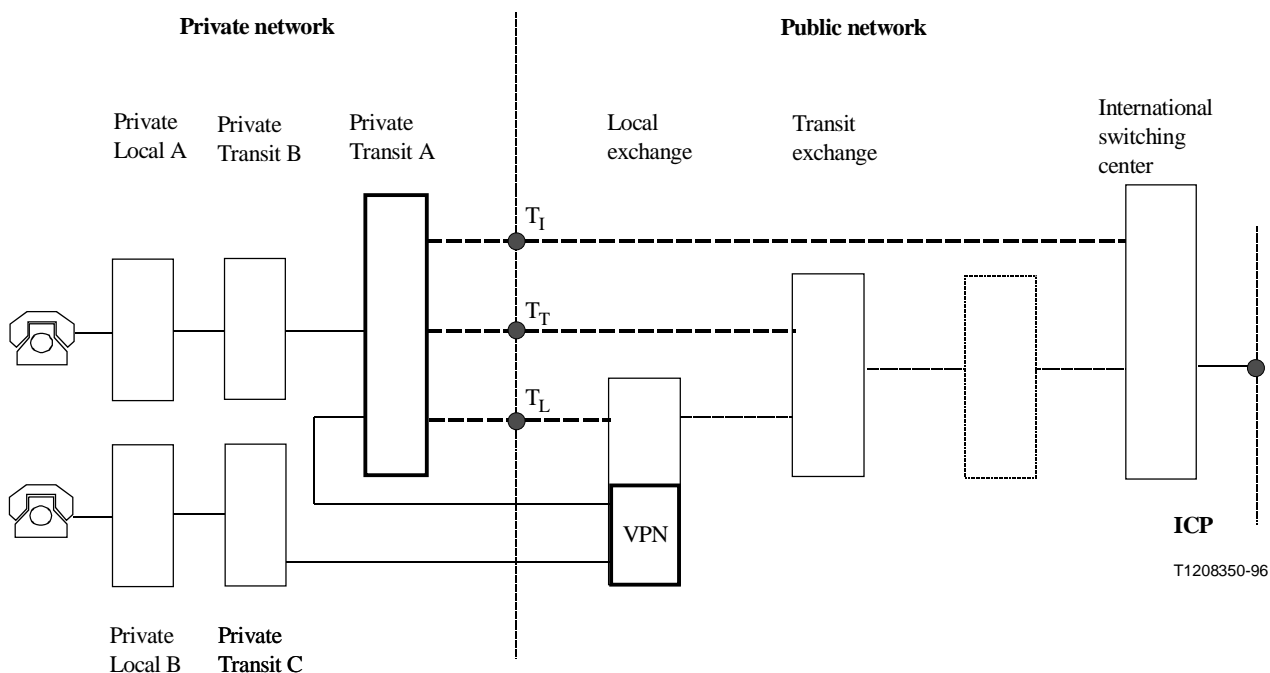 Private network
Public network
Private
Local A
Private
Transit B
Private
Transit A
Local
exchange
Transit
exchange
International
switching
center
TI
TT
TL
VPN
ICP
T1208350-96
Private
Local B
Private
Transit C